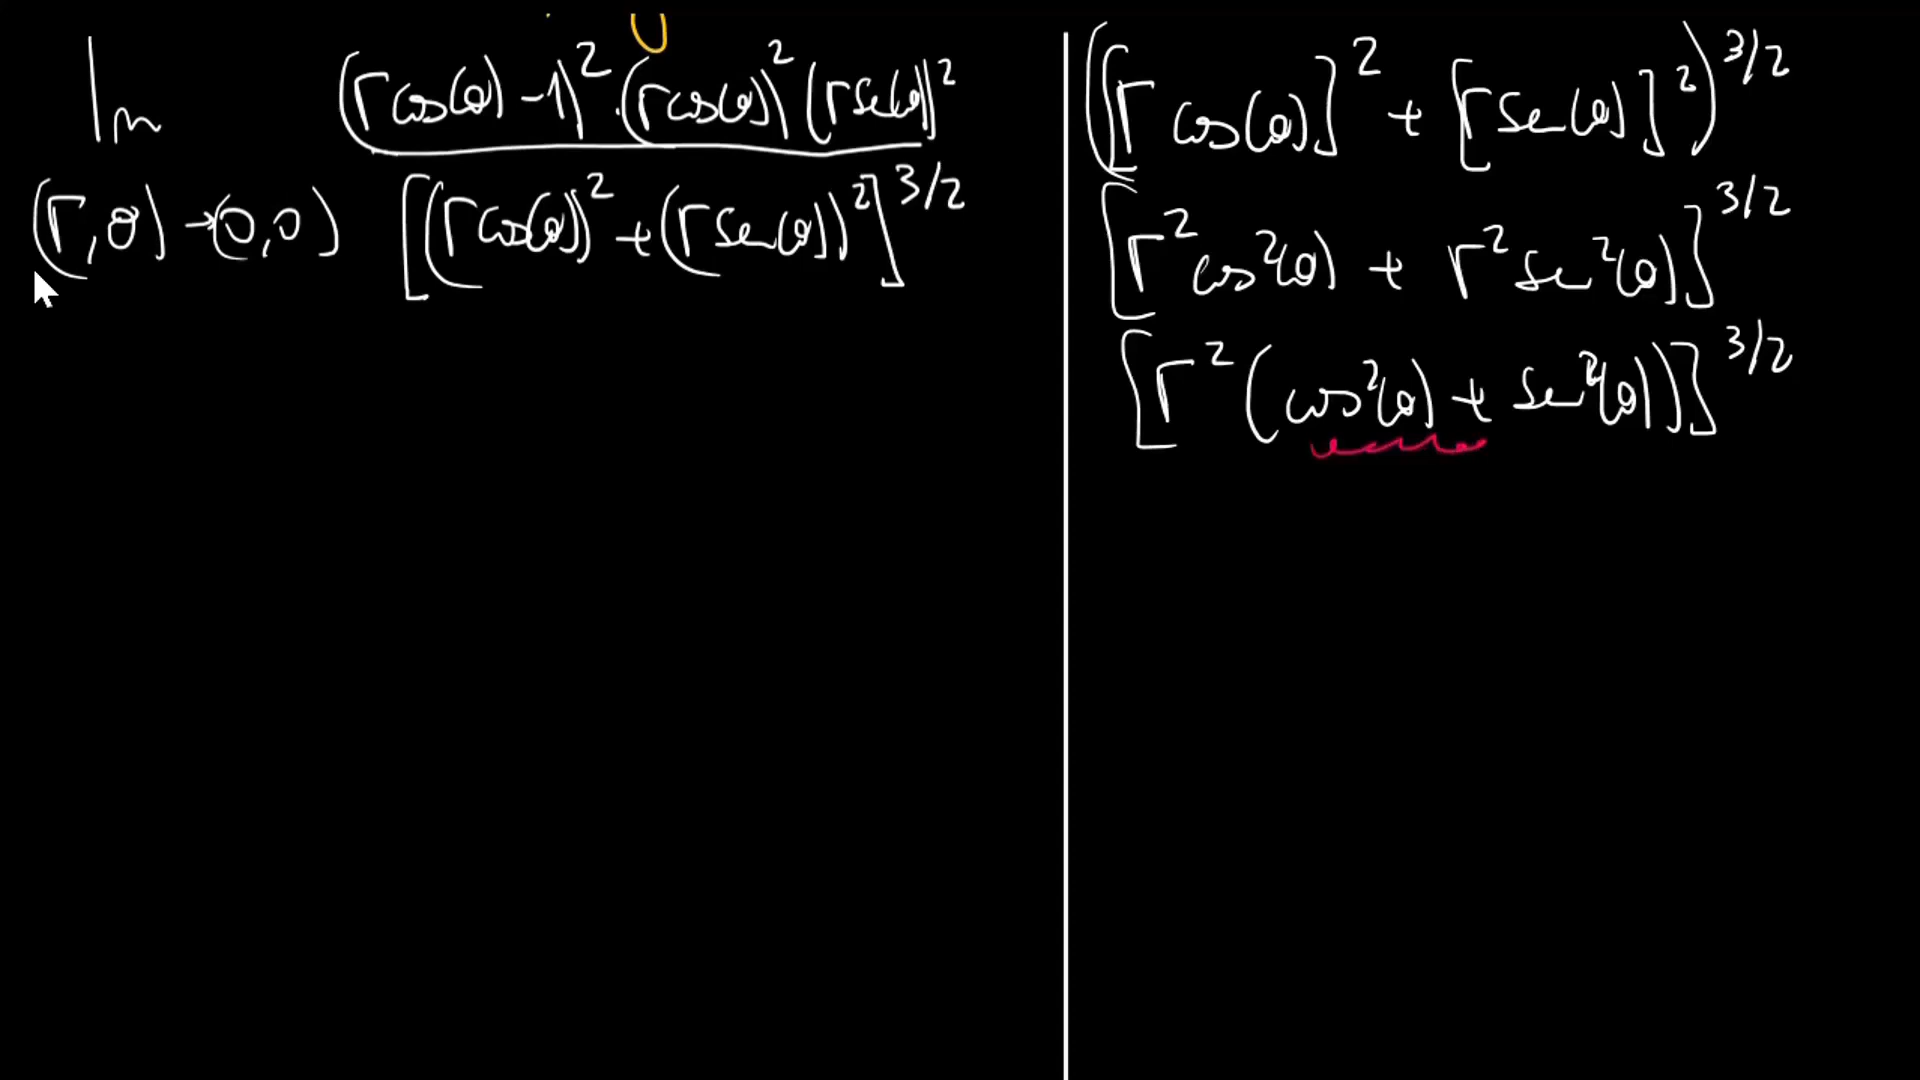 lim (r cos(θ) - 1)² · (r cos(θ))² (r sen(θ))²
(r, θ) → (0, 0) [(r cos(θ))² + (r sen(θ))²]^3/2
([r cos(θ)]² + [r sen(θ)]²)^3/2
[r² cos²(θ) + r² sen²(θ)]^3/2
[r² (cos²(θ) + sen²(θ))]^3/2